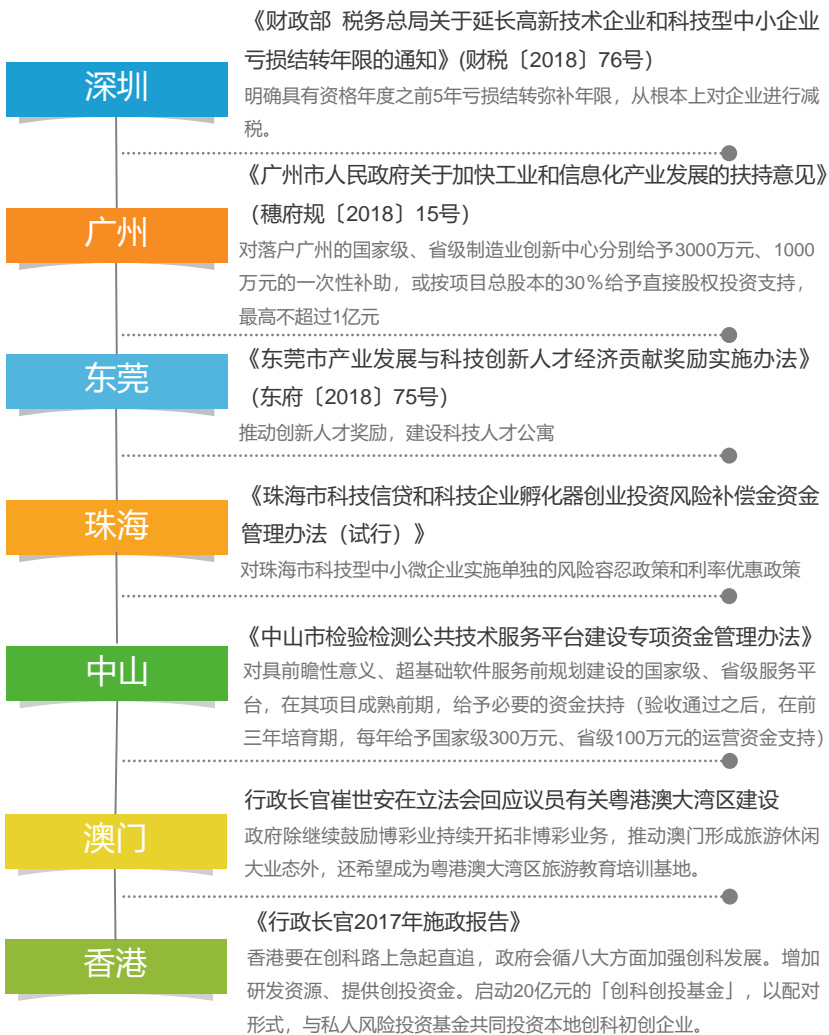 《财政部 税务总局关于延长高新技术企业和科技型中小企业
亏损结转年限的通知》(财税〔2018〕76号)
深圳
明确具有资格年度之前5年亏损结转弥补年限，从根本上对企业进行减
税。
《广州市人民政府关于加快工业和信息化产业发展的扶持意见》
（穗府规〔2018〕15号）
广州
对落户广州的国家级、省级制造业创新中心分别给予3000万元、1000
万元的一次性补助，或按项目总股本的30％给予直接股权投资支持，
最高不超过1亿元
《东莞市产业发展与科技创新人才经济贡献奖励实施办法》
东莞
（东府〔2018〕75号）
推动创新人才奖励，建设科技人才公寓
《珠海市科技信贷和科技企业孵化器创业投资风险补偿金资金
珠海
管理办法（试行）》
对珠海市科技型中小微企业实施单独的风险容忍政策和利率优惠政策
《中山市检验检测公共技术服务平台建设专项资金管理办法》
中山
对具前瞻性意义、超基础软件服务前规划建设的国家级、省级服务平
台，在其项目成熟前期，给予必要的资金扶持（验收通过之后，在前
三年培育期，每年给予国家级300万元、省级100万元的运营资金支持）
行政长官崔世安在立法会回应议员有关粤港澳大湾区建设
澳门
政府除继续鼓励博彩业持续开拓非博彩业务，推动澳门形成旅游休闲
大业态外，还希望成为粤港澳大湾区旅游教育培训基地。
《行政长官2017年施政报告》
香港
香港要在创科路上急起直追，政府会循八大方面加强创科发展。增加
研发资源、提供创投资金。启动20亿元的「创科创投基金」，以配对
形式，与私人风险投资基金共同投资本地创科初创企业。